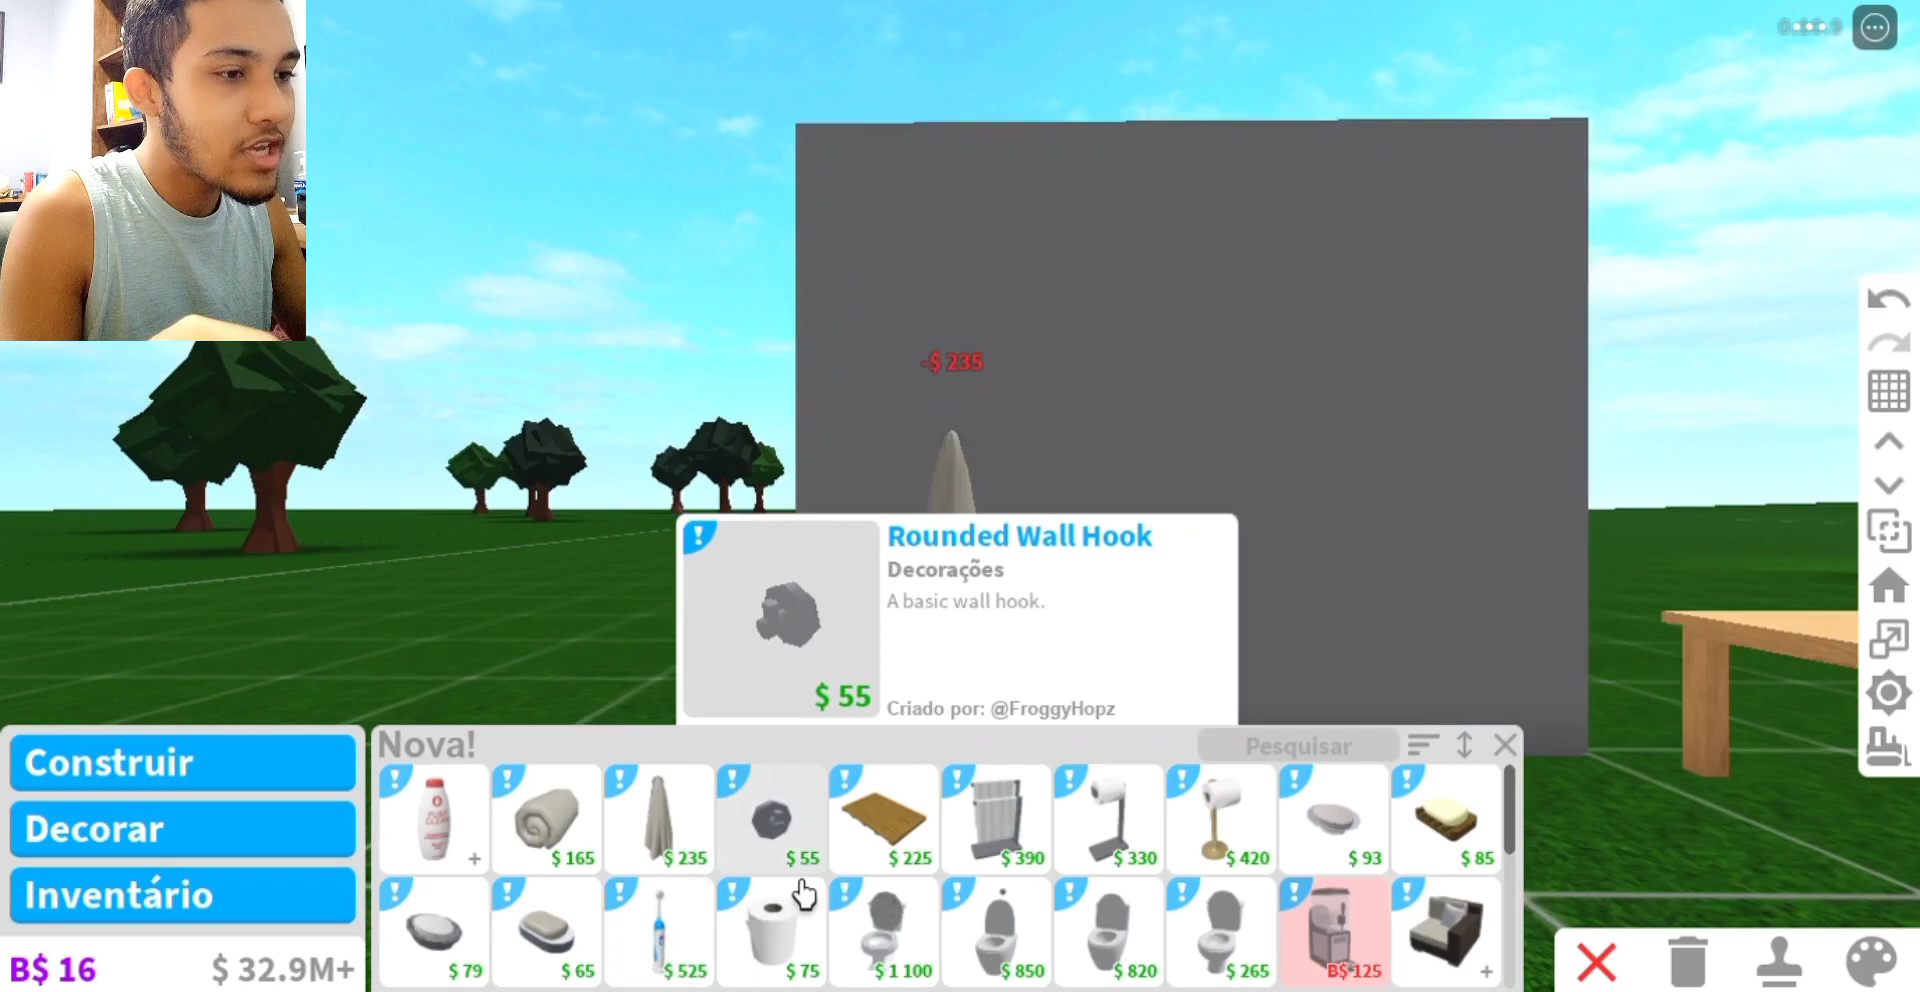 -$ 235
Rounded Wall Hook
Decorações
A basic wall hook.
$ 55
Criado por: @FroggyHopz
Construir
Decorar
Inventário
B$ 16
$ 32.9M+
Nova!
Pesquisar
+
$ 165
$ 235
$ 55
$ 225
$ 390
$ 330
$ 420
$ 93
$ 85
$ 79
$ 65
$ 525
$ 75
$ 1 100
$ 850
$ 820
$ 265
B$ 125
+